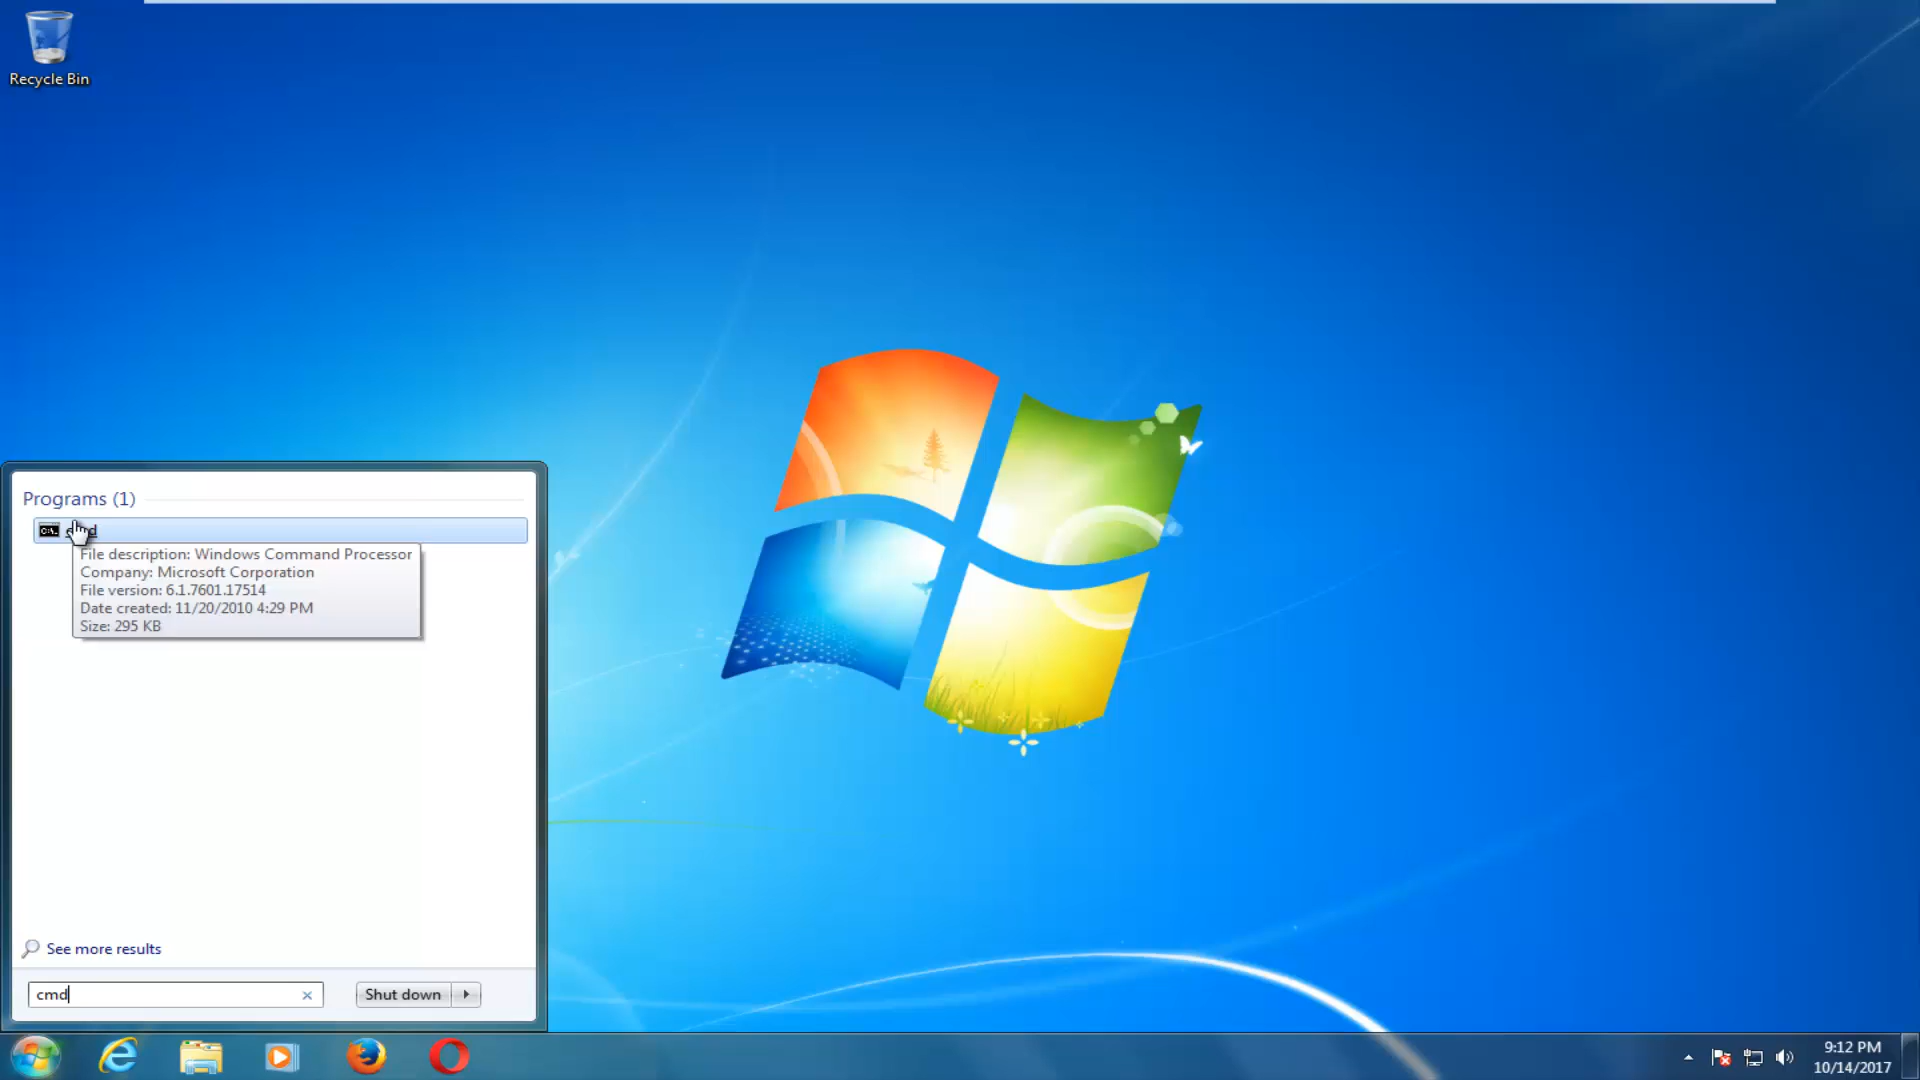 Recycle Bin
Programs (1)
C:\.
File description: Windows Command Processor
Company: Microsoft Corporation
File version: 6.1.7601.17514
Date created: 11/20/2010 4:29 PM
Size: 295 KB
See more results
cmd
Shut down
9:12 PM
10/14/2017